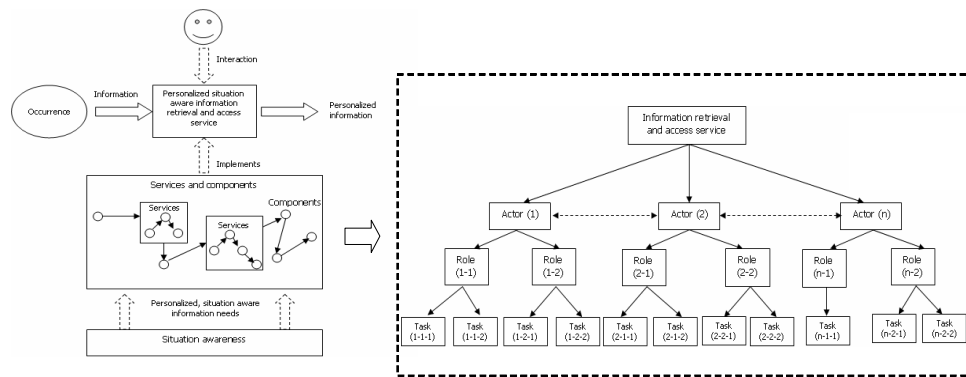 Interaction
Information
Occurrence
Personalized situation
aware information
retrieval and access
service
Personalized
information
Implements
Services and components
Services
Components
Services
Personalized, situation aware
information needs
Situation awareness
Information retrieval
and access service
Actor (1)
Actor (2)
Actor (n)
Role
(1-1)
Role
(1-2)
Role
(2-1)
Role
(2-2)
Role
(n-1)
Role
(n-2)
Task
(1-1-1)
Task
(1-1-2)
Task
(1-2-1)
Task
(1-2-2)
Task
(2-1-1)
Task
(2-1-2)
Task
(2-2-1)
Task
(2-2-2)
Task
(n-1-1)
Task
(n-2-1)
Task
(n-2-2)